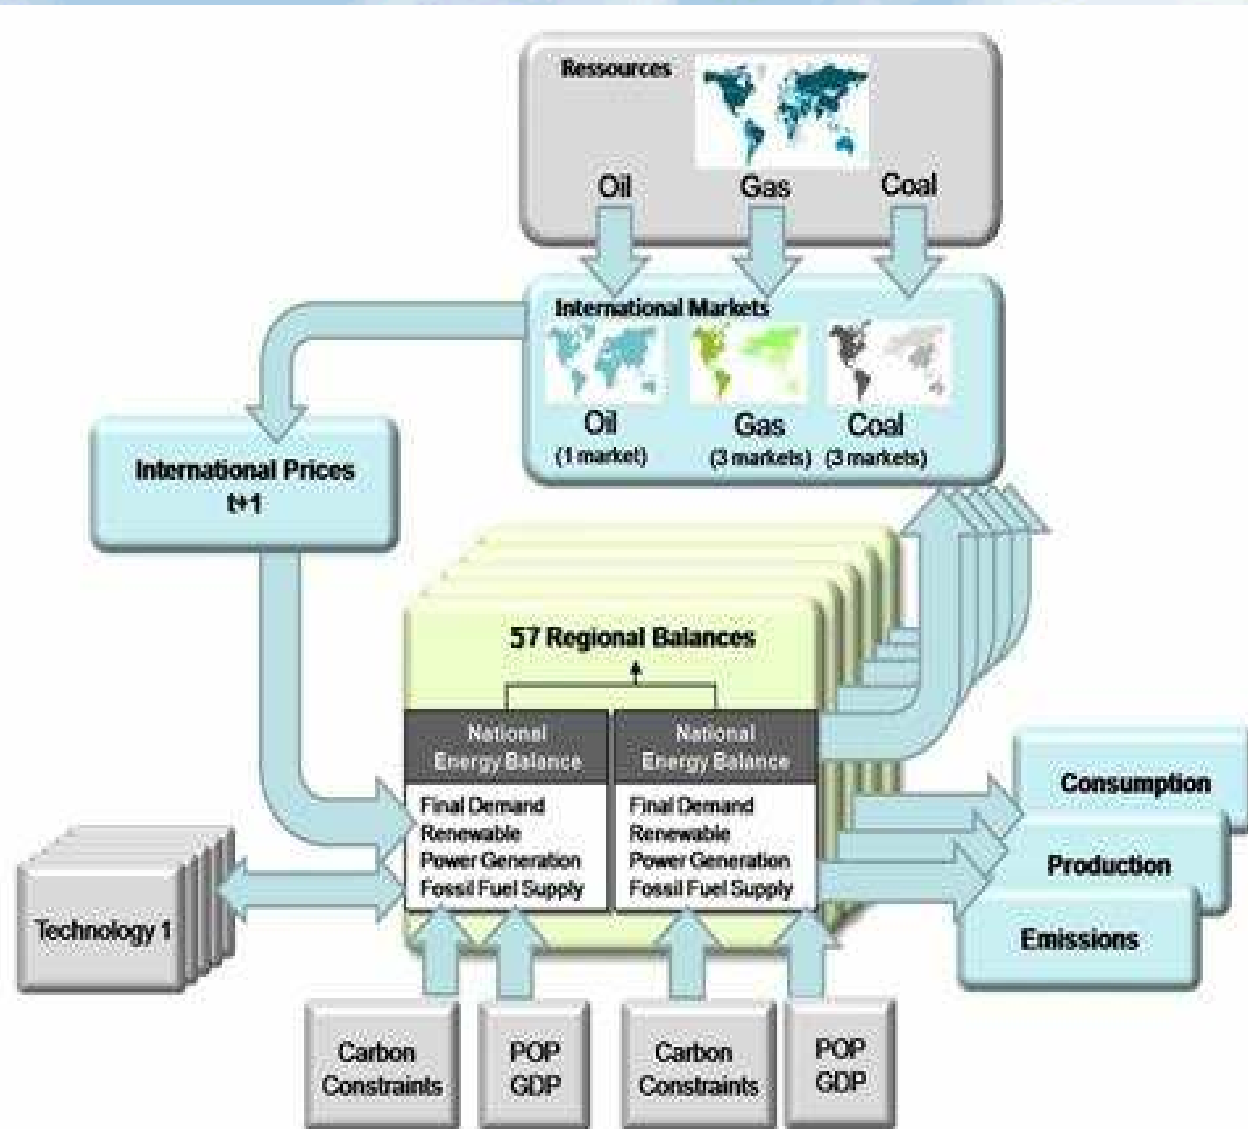 Ressources
Oil
Gas
Coal
International Markets
Oil
(1 market)
Gas
(3 markets)
Coal
(3 markets)
International Prices
t+1
57 Regional Balances
National
Energy Balance
Final Demand
Renewable
Power Generation
Fossil Fuel Supply
National
Energy Balance
Final Demand
Renewable
Power Generation
Fossil Fuel Supply
Consumption
Production
Emissions
Technology 1
Carbon
Constraints
POP
GDP
Carbon
Constraints
POP
GDP